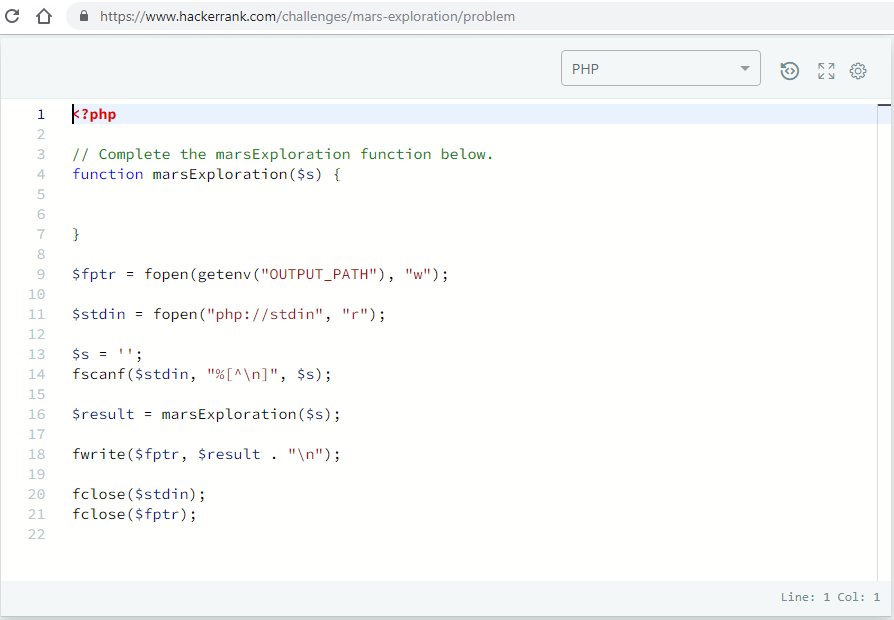 https://www.hackerrank.com/challenges/mars-exploration/problem
PHP
1 <?php
2
3 // Complete the marsExploration function below.
4 function marsExploration($s) {
5
6
7 }
8
9 $fptr = fopen(getenv("OUTPUT_PATH"), "w");
10
11 $stdin = fopen("php://stdin", "r");
12
13 $s = '';
14 fscanf($stdin, "%[^\n]", $s);
15
16 $result = marsExploration($s);
17
18 fwrite($fptr, $result . "\n");
19
20 fclose($stdin);
21 fclose($fptr);
22
Line: 1 Col: 1